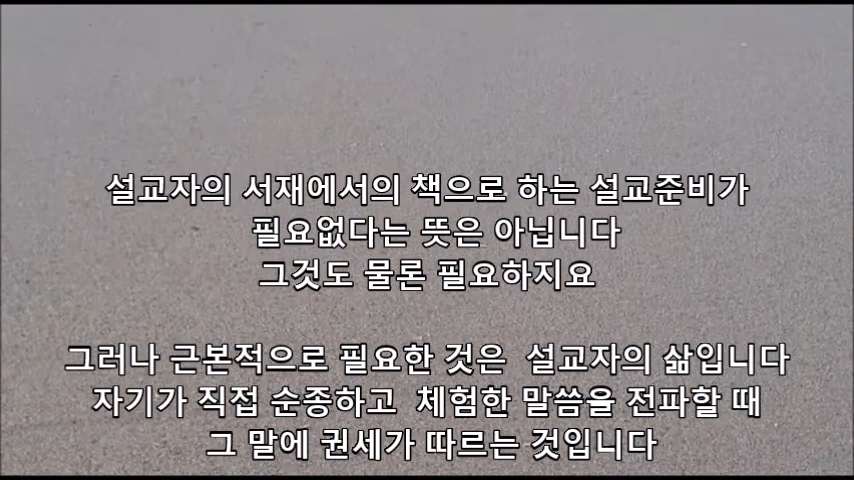 설교자의 서재에서의 책으로 하는 설교준비가
필요없다는 뜻은 아닙니다
그것도 물론 필요하지요
그러나 근본적으로 필요한 것은 설교자의 삶입니다
자기가 직접 순종하고 체험한 말씀을 전파할 때
그 말에 권세가 따르는 것입니다